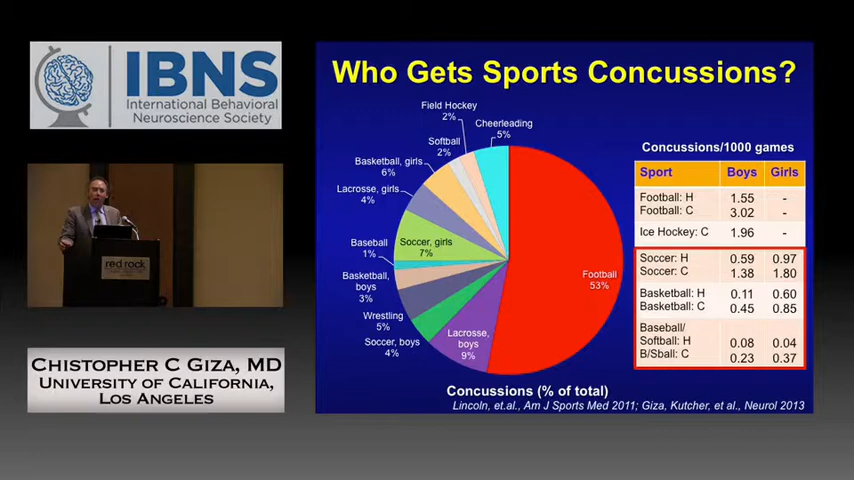 IBNS
International Behavioral
Neuroscience Society
red rock
CHISTOPHER C GIZA, MD
UNIVERSITY OF CALIFORNIA,
LOS ANGELES
Who Gets Sports Concussions?
Field Hockey
2%
Cheerleading
5%
Softball
2%
Basketball, girls
6%
Lacrosse, girls
4%
Soccer, girls
7%
Baseball
1%
Basketball,
boys
3%
Wrestling
5%
Soccer, boys
4%
Lacrosse,
boys
9%
Football
53%
Concussions (% of total)
Concussions/1000 games
Sport Boys Girls
Football: H 1.55 -
Football: C 3.02 -
Ice Hockey: C 1.96 -
Soccer: H 0.59 0.97
Soccer: C 1.38 1.80
Basketball: H 0.11 0.60
Basketball: C 0.45 0.85
Baseball/
Softball: H 0.08 0.04
B/Sball: C 0.23 0.37
Lincoln, et.al., Am J Sports Med 2011; Giza, Kutcher, et al., Neurol 2013